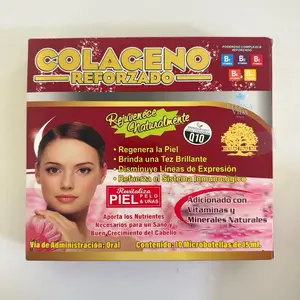 COLAGENO
REFORZADO
Rejuvenece
Naturalmente
Q10
• Regenera la Piel
• Brinda una Tez Brillante
• Disminuye Lineas de Expresión
• Refuerza el Sistema Inmunológico
Revitaliza
PIEL PELO
& UÑAS
Aporta los Nutrientes
Necesarios para un Sano y
Buen Crecimiento del Cabello
Adicionado con
Vitaminas y
Minerales Naturales
Vía de Administración: Oral
Contenido: 10 Microbotellas de 15 ml.